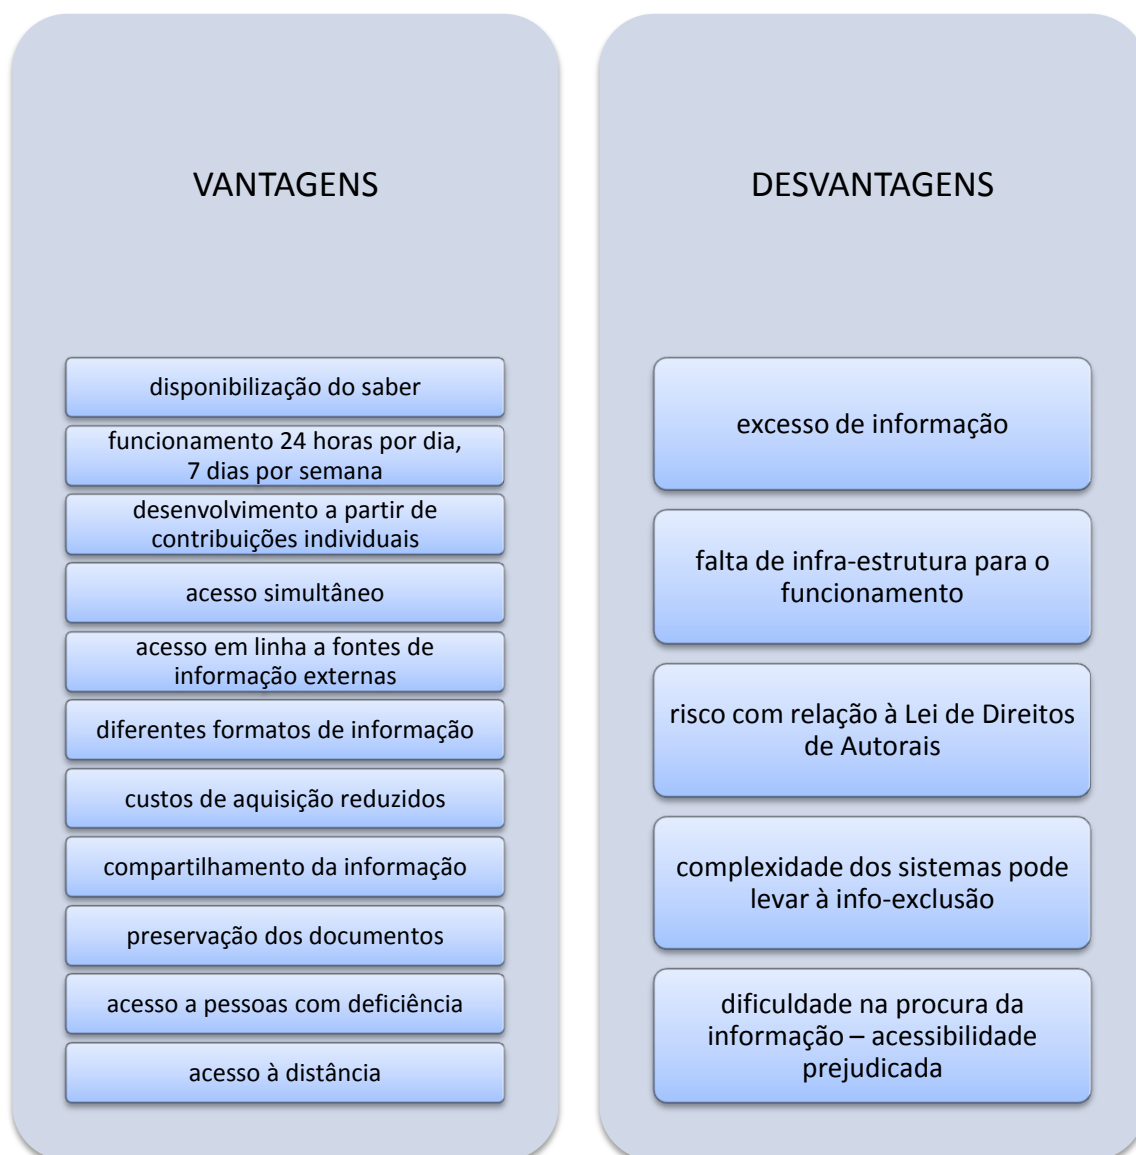 VANTAGENS
disponibilização do saber
funcionamento 24 horas por dia,
7 dias por semana
desenvolvimento a partir de
contribuições individuais
acesso simultâneo
acesso em linha a fontes de
informação externas
diferentes formatos de informação
custos de aquisição reduzidos
compartilhamento da informação
preservação dos documentos
acesso a pessoas com deficiência
acesso à distância
DESVANTAGENS
excesso de informação
falta de infra-estrutura para o
funcionamento
risco com relação à Lei de Direitos
de Autorais
complexidade dos sistemas pode
levar à info-exclusão
dificuldade na procura da
informação – acessibilidade
prejudicada